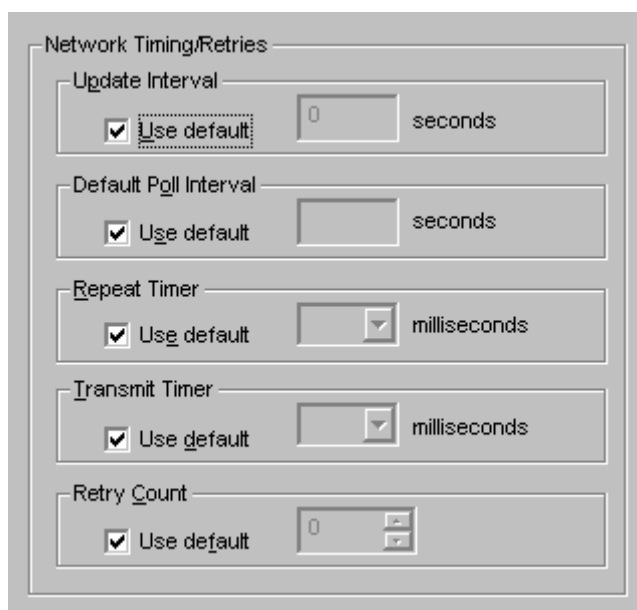 Network Timing/Retries
Update Interval
Use default 0 seconds
Default Poll Interval
Use default seconds
Repeat Timer
Use default milliseconds
Transmit Timer
Use default milliseconds
Retry Count
Use default 0